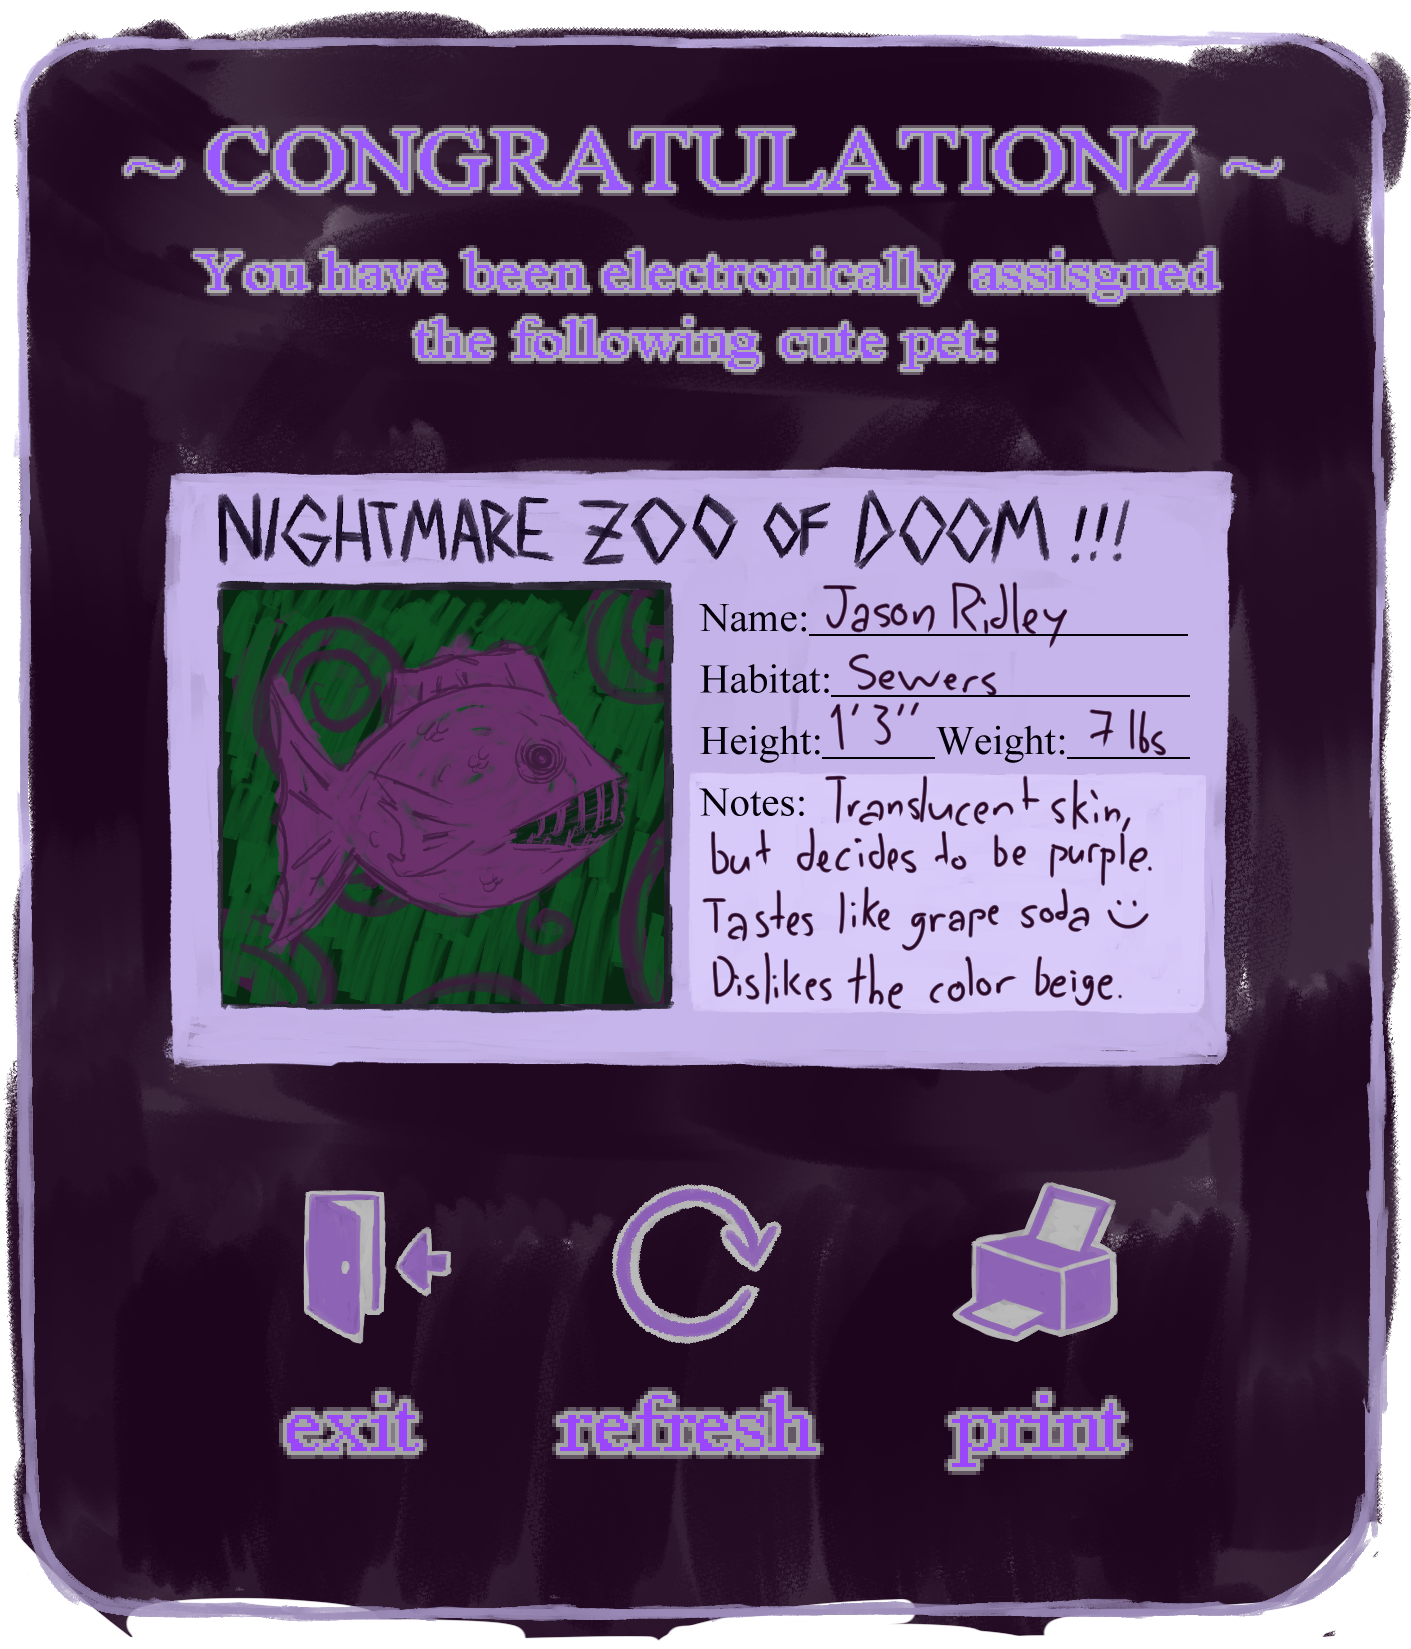 ~ CONGRATULATIONZ ~
You have been electronically assisgned
the following cute pet:
NIGHTMARE ZOO OF DOOM !!!
Name: Jason Ridley
Habitat: Sewers
Height: 1'3" Weight: 7 lbs
Notes: Translucent skin,
but decides to be purple.
Tastes like grape soda :)
Dislikes the color beige.
exit refresh print